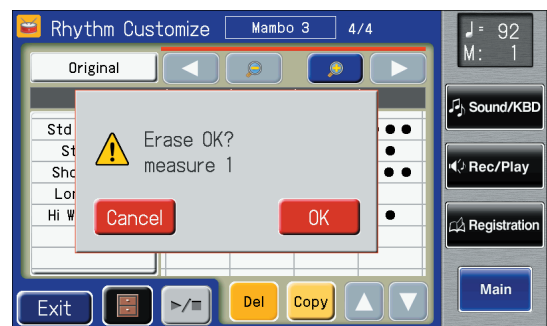 Rhythm Customize Mambo 3 4/4
♩= 92
M: 1
Original
Sound/KBD
Std
Erase OK?
St
measure 1
Sho
Rec/Play
Lor
Hi W
Cancel OK
Registration
Main
Exit Del Copy